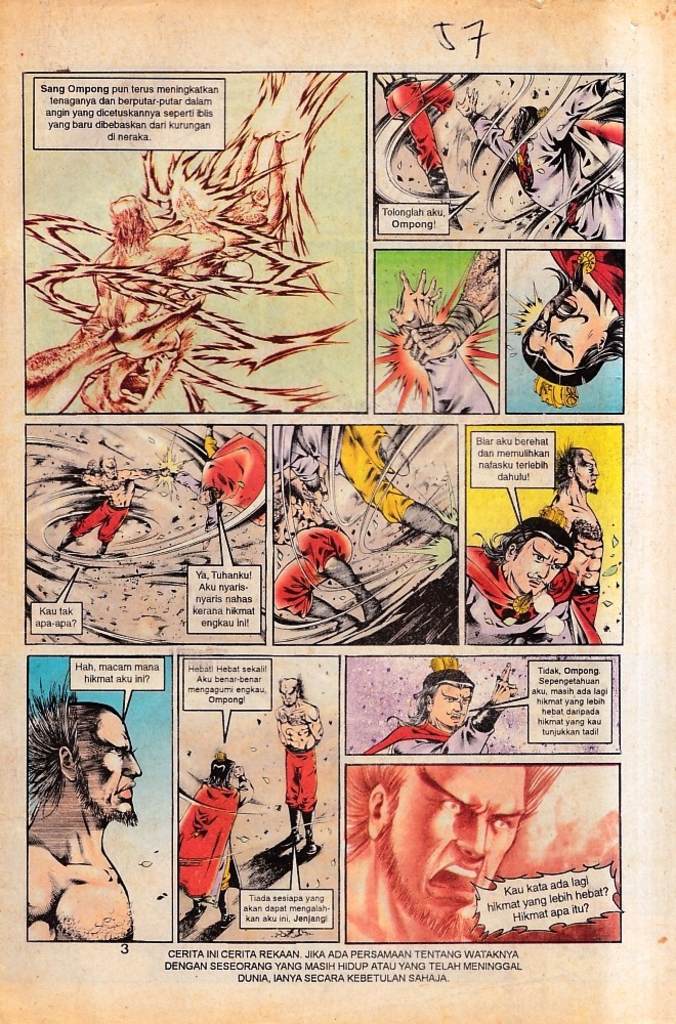 57
Sang Ompong pun terus meningkatkan
tenaganya dan berputar-putar dalam
angin yang dicetuskannya seperti iblis
yang baru dibebaskan dari kurungan
di neraka.
Tolonglah aku,
Ompong!
Kau tak
apa-apa?
Ya, Tuhanku!
Aku nyaris-
nyaris nahas
kerana hikmat
engkau ini!
Biar aku berehat
dan memulihkan
nafasku terlebih
dahulu!
Hah, macam mana
hikmat aku ini?
Hebat! Hebat sekali!
Aku benar-benar
mengagumi engkau,
Ompong!
Tiada sesiapa yang
akan dapat mengalah-
kan aku ini, Jenjang!
Tidak, Ompong.
Sepengetahuan
aku, masih ada lagi
hikmat yang lebih
hebat daripada
hikmat yang kau
tunjukkan tadi!
Kau kata ada lagi
hikmat yang lebih hebat?
Hikmat apa itu?
3
CERITA INI CERITA REKAAN. JIKA ADA PERSAMAAN TENTANG WATAKNYA
DENGAN SESEORANG YANG MASIH HIDUP ATAU YANG TELAH MENINGGAL
DUNIA, IANYA SECARA KEBETULAN SAHAJA.